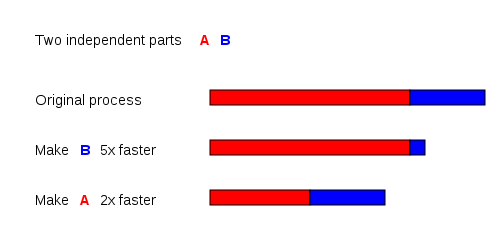 Two independent parts A B
Original process
Make B 5x faster
Make A 2x faster